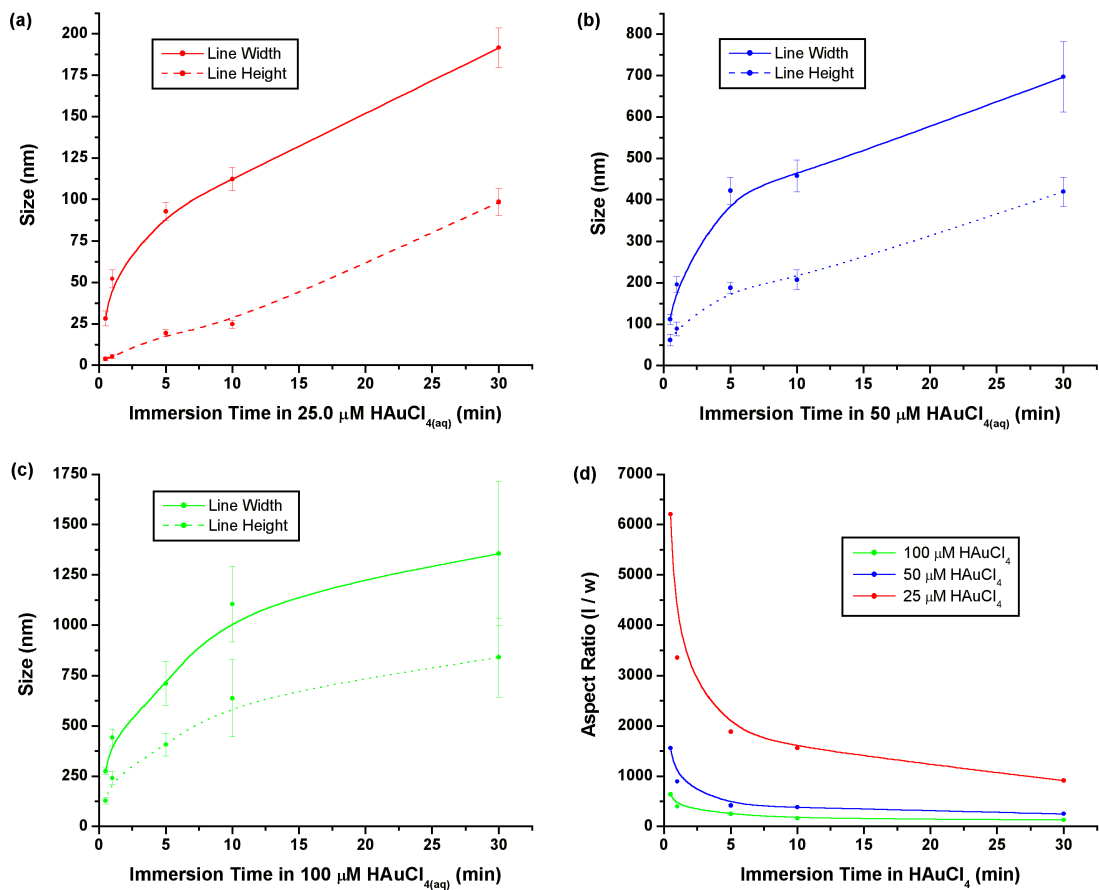 (a)
200
175
150
125
100
75
50
25
0
Size (nm)
Line Width
Line Height
0 5 10 15 20 25 30
Immersion Time in 25.0 μM HAuCl4(aq) (min)
(b)
800
700
600
500
400
300
200
100
0
Size (nm)
Line Width
Line Height
0 5 10 15 20 25 30
Immersion Time in 50 μM HAuCl4(aq) (min)
(c)
1750
1500
1250
1000
750
500
250
0
Size (nm)
Line Width
Line Height
0 5 10 15 20 25 30
Immersion Time in 100 μM HAuCl4(aq) (min)
(d)
7000
6000
5000
4000
3000
2000
1000
0
Aspect Ratio (l / w)
100 μM HAuCl4
50 μM HAuCl4
25 μM HAuCl4
0 5 10 15 20 25 30
Immersion Time in HAuCl4 (min)